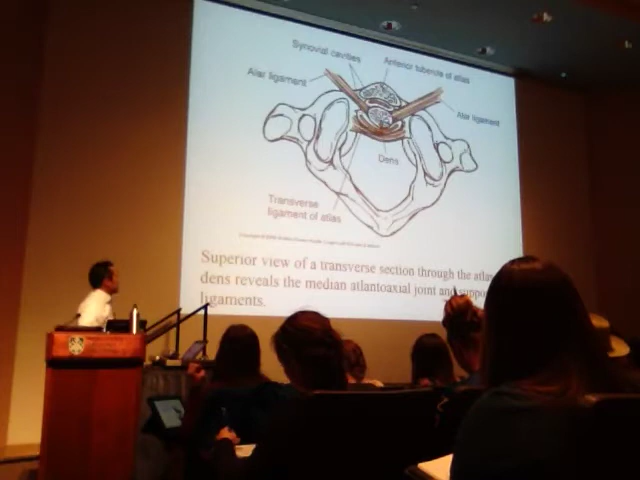 Synovial cavities
Anterior tubercle of atlas
Alar ligament
Alar ligament
Dens
Transverse
ligament of atlas
Superior view of a transverse section through the atlas
dens reveals the median atlantoaxial joint and
ligaments.